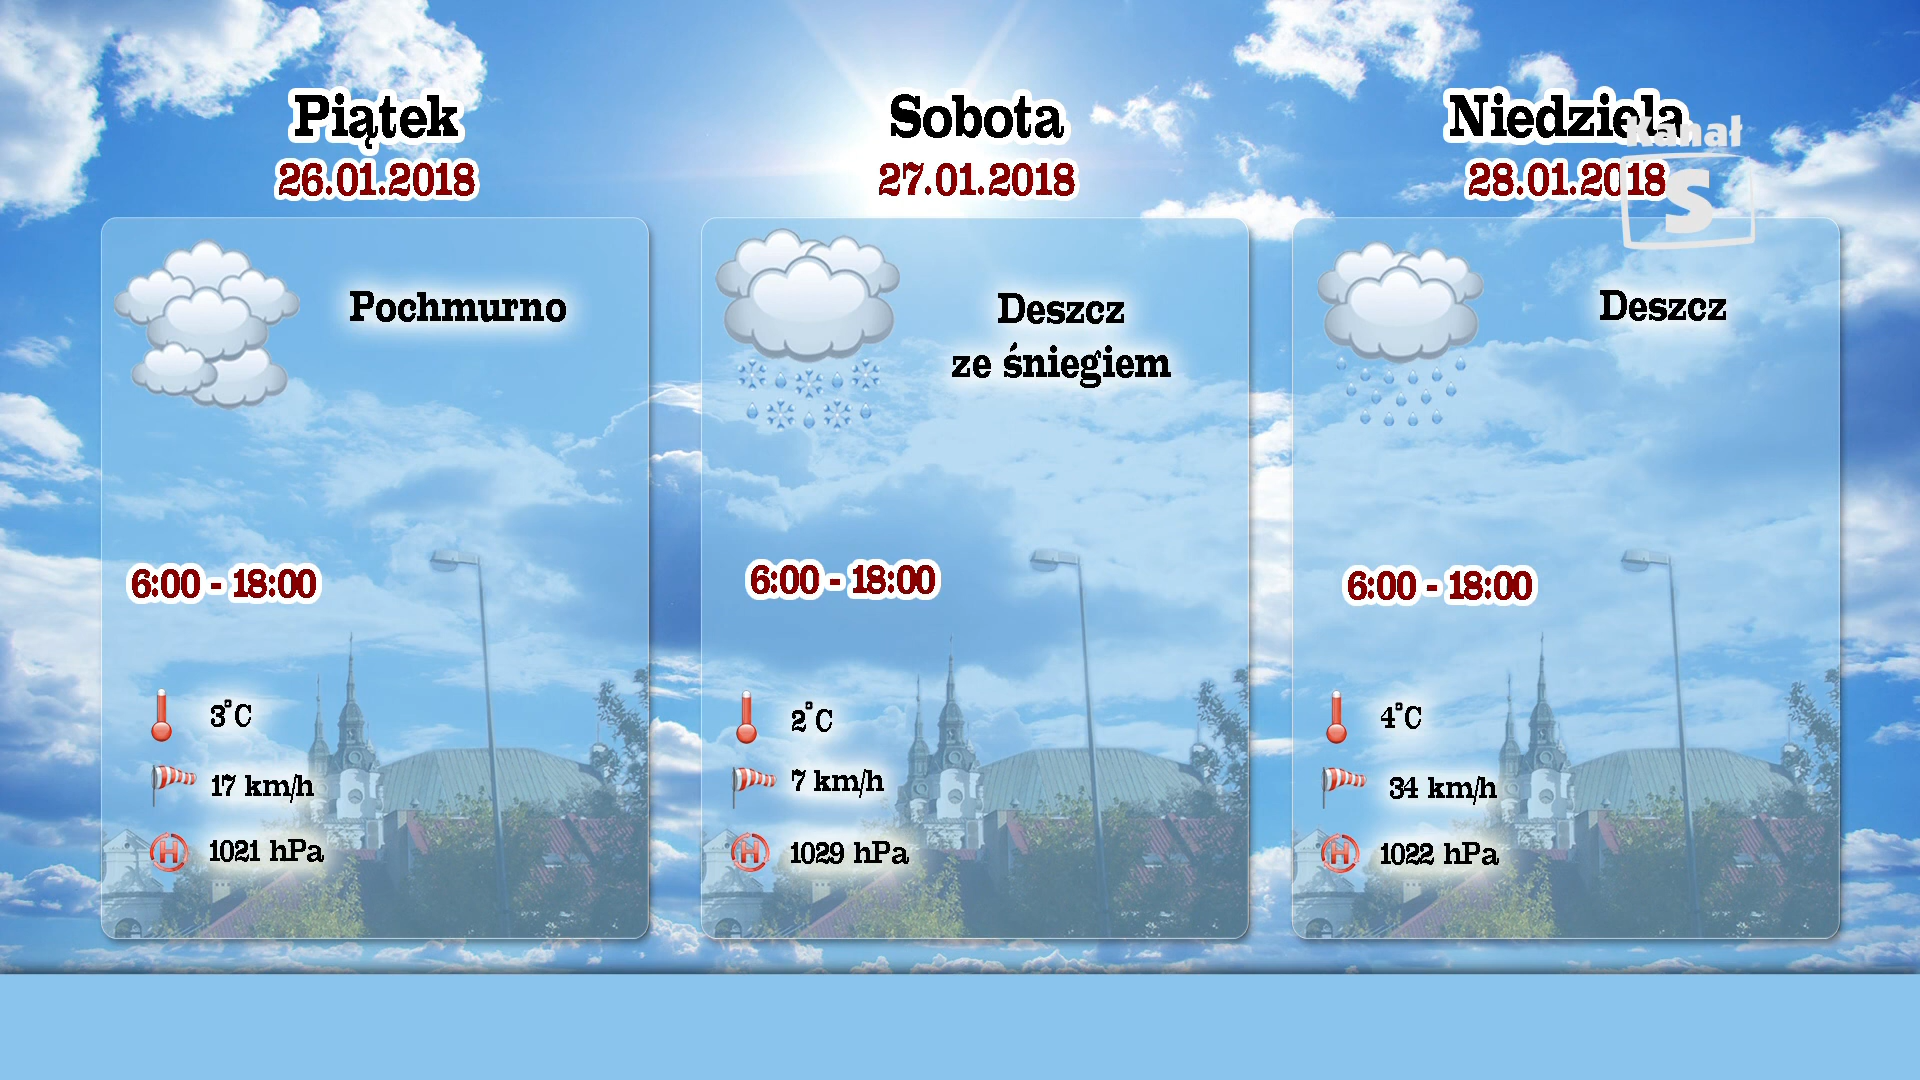 Piątek
26.01.2018
Pochmurno
6:00 - 18:00
3°C
17 km/h
H 1021 hPa
Sobota
27.01.2018
Deszcz
ze śniegiem
6:00 - 18:00
2°C
7 km/h
H 1029 hPa
Niedziela
28.01.2018
Kanał
S
Deszcz
6:00 - 18:00
4°C
34 km/h
H 1022 hPa